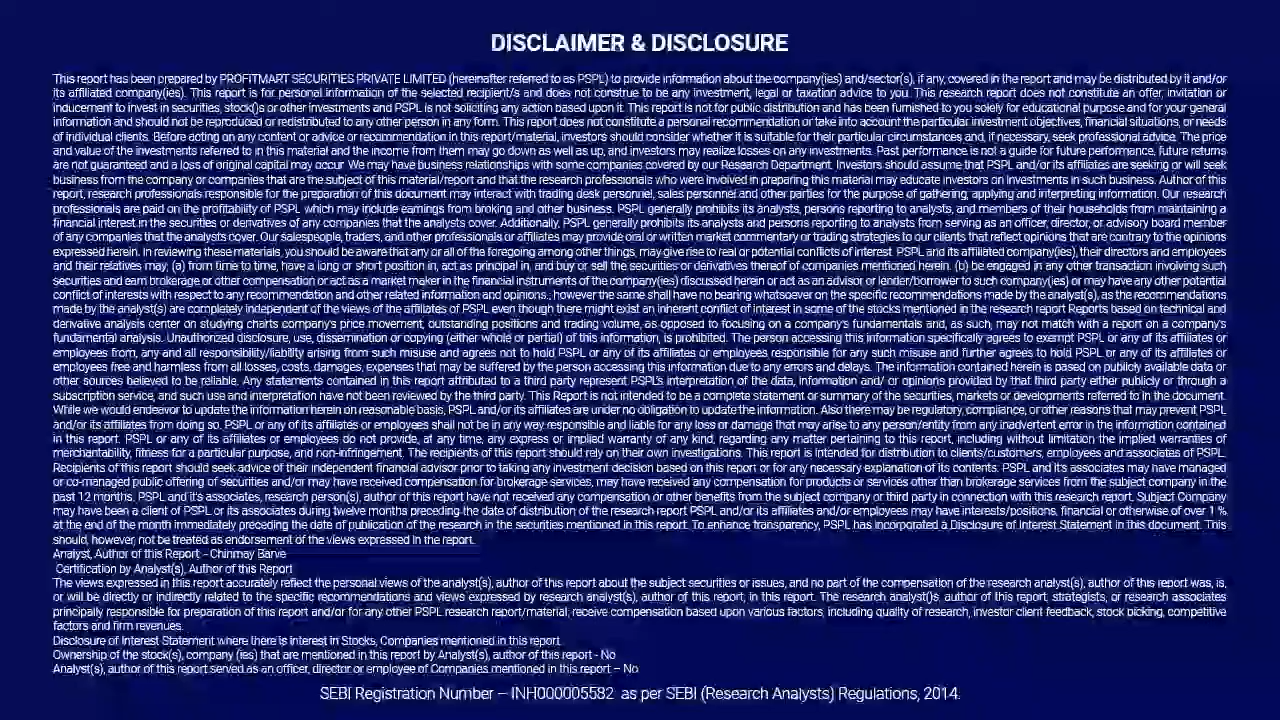 DISCLAIMER & DISCLOSURE
This report has been prepared by PROFITMART SECURITIES PRIVATE LIMITED (hereinafter referred to as PSPL) to provide information about the company(ies) and/sector(s), if any, covered in the report and may be distributed by it and/or
its affiliated company(ies). This report is for personal information of the selected recipient/s and does not construe to be any investment, legal or taxation advice to you. This research report does not constitute an offer, invitation or
inducement to invest in securities, stock()s or other investments and PSPL is not soliciting any action based upon it. This report is not for public distribution and has been furnished to you solely for educational purpose and for your general
information and should not be reproduced or redistributed to any other person in any form. This report does not constitute a personal recommendation or take into account the particular investment objectives, financial situations, or needs
of individual clients. Before acting on any content or advice or recommendation in this report/material, investors should consider whether it is suitable for their particular circumstances and, if necessary, seek professional advice. The price
and value of the investments referred to in this material and the income from them may go down as well as up, and investors may realize losses on any investments. Past performance is not a guide for future performance, future returns
are not guaranteed and a loss of original capital may occur. We may have business relationships with some companies covered by our Research Department. Investors should assume that PSPL and/or its affiliates are seeking or will seek
business from the company or companies that are the subject of this material/report and that the research professionals who were involved in preparing this material may educate investors on investments in such business. Author of this
report, research professionals responsible for the preparation of this document may interact with trading desk personnel, sales personnel and other parties for the purpose of gathering, applying and interpreting information. Our research
professionals are paid on the profitability of PSPL which may include earnings from broking and other business. PSPL generally prohibits its analysts, persons reporting to analysts, and members of their households from maintaining a
financial interest in the securities or derivatives of any companies that the analysts cover. Additionally, PSPL generally prohibits its analysts and persons reporting to analysts from serving as an officer, director, or advisory board member
of any companies that the analysts cover. Our salespeople, traders, and other professionals or affiliates may provide oral or written market commentary or trading strategies to our clients that reflect opinions that are contrary to the opinions
expressed herein. In reviewing these materials, you should be aware that any or all of the foregoing among other things, may give rise to real or potential conflicts of interest. PSPL and its affiliated company(ies), their directors and employees
and their relatives may; (a) from time to time, have a long or short position in, act as principal in, and buy or sell the securities or derivatives thereof of companies mentioned herein. (b) be engaged in any other transaction involving such
securities and earn brokerage or other compensation or act as a market maker in the financial instruments of the company(ies) discussed herein or act as an advisor or lender/borrower to such company(ies) or may have any other potential
conflict of interests with respect to any recommendation and other related information and opinions.; however the same shall have no bearing whatsoever on the specific recommendations made by the analyst(s), as the recommendations
made by the analyst(s) are completely independent of the views of the affiliates of PSPL even though there might exist an inherent conflict of interest in some of the stocks mentioned in the research report Reports based on technical and
derivative analysis center on studying charts company's price movement, outstanding positions and trading volume, as opposed to focusing on a company's fundamentals and, as such, may not match with a report on a company's
fundamental analysis. Unauthorized disclosure, use, dissemination or copying (either whole or partial) of this information, is prohibited. The person accessing this information specifically agrees to exempt PSPL or any of its affiliates or
employees from, any and all responsibility/liability arising from such misuse and agrees not to hold PSPL or any of its affiliates or employees responsible for any such misuse and further agrees to hold PSPL or any of its affiliates or
employees free and harmless from all losses, costs, damages, expenses that may be suffered by the person accessing this information due to any errors and delays. The information contained herein is based on publicly available data or
other sources believed to be reliable. Any statements contained in this report attributed to a third party represent PSPL's interpretation of the data, information and/ or opinions provided by that third party either publicly or through a
subscription service, and such use and interpretation have not been reviewed by the third party. This Report is not intended to be a complete statement or summary of the securities, markets or developments referred to in the document.
While we would endeavor to update the information herein on reasonable basis, PSPL and/or its affiliates are under no obligation to update the information. Also there may be regulatory, compliance, or other reasons that may prevent PSPL
and/or its affiliates from doing so. PSPL or any of its affiliates or employees shall not be in any way responsible and liable for any loss or damage that may arise to any person/entity from any inadvertent error in the information contained
in this report. PSPL or any of its affiliates or employees do not provide, at any time, any express or implied warranty of any kind, regarding any matter pertaining to this report, including without limitation the implied warranties of
merchantability, fitness for a particular purpose, and non-infringement. The recipients of this report should rely on their own investigations. This report is intended for distribution to clients/customers, employees and associates of PSPL.
Recipients of this report should seek advice of their independent financial advisor prior to taking any investment decision based on this report or for any necessary explanation of its contents. PSPL and it's associates may have managed
or co-managed public offering of securities and/or may have received compensation for brokerage services, may have received any compensation for products or services other than brokerage services from the subject company in the
past 12 months. PSPL and it's associates, research person(s), author of this report have not received any compensation or other benefits from the subject company or third party in connection with this research report. Subject Company
may have been a client of PSPL or its associates during twelve months preceding the date of distribution of the research report PSPL and/or its affiliates and/or employees may have interests/positions, financial or otherwise of over 1 %
at the end of the month immediately preceding the date of publication of the research in the securities mentioned in this report. To enhance transparency, PSPL has incorporated a Disclosure of Interest Statement in this document. This
should, however, not be treated as endorsement of the views expressed in the report.
Analyst, Author of this Report - Chinmay Barve
Certification by Analyst(s), Author of this Report
The views expressed in this report accurately reflect the personal views of the analyst(s), author of this report about the subject securities or issues, and no part of the compensation of the research analyst(s), author of this report was, is,
or will be directly or indirectly related to the specific recommendations and views expressed by research analyst(s), author of this report, in this report. The research analyst()s, author of this report, strategists, or research associates
principally responsible for preparation of this report and/or for any other PSPL research report/material, receive compensation based upon various factors, including quality of research, investor client feedback, stock picking, competitive
factors and firm revenues.
Disclosure of Interest Statement where there is interest in Stocks, Companies mentioned in this report
Ownership of the stock(s), company (ies) that are mentioned in this report by Analyst(s), author of this report - No
Analyst(s), author of this report served as an officer, director or employee of Companies mentioned in this report – No
SEBI Registration Number – INH000005582 as per SEBI (Research Analysts) Regulations, 2014.